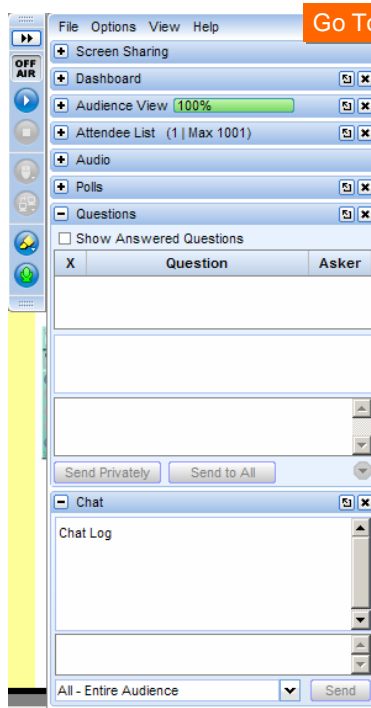 File Options View Help
Go To
Screen Sharing
OFF
AIR
Dashboard
Audience View 100%
Attendee List (1 | Max 1001)
Audio
Polls
Questions
Show Answered Questions
X Question Asker
Send Privately Send to All
Chat
Chat Log
All - Entire Audience Send